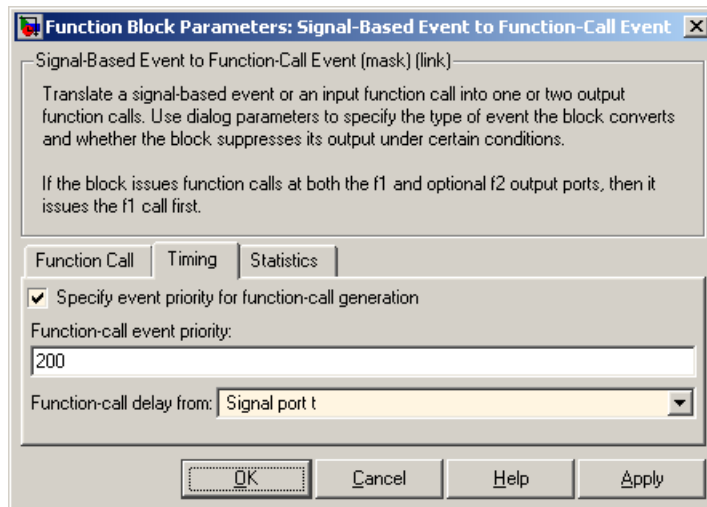 Function Block Parameters: Signal-Based Event to Function-Call Event
Signal-Based Event to Function-Call Event (mask) (link)
Translate a signal-based event or an input function call into one or two output
function calls. Use dialog parameters to specify the type of event the block converts
and whether the block suppresses its output under certain conditions.
If the block issues function calls at both the f1 and optional f2 output ports, then it
issues the f1 call first.
Function Call Timing Statistics
Specify event priority for function-call generation
Function-call event priority:
200
Function-call delay from: Signal port t
OK Cancel Help Apply